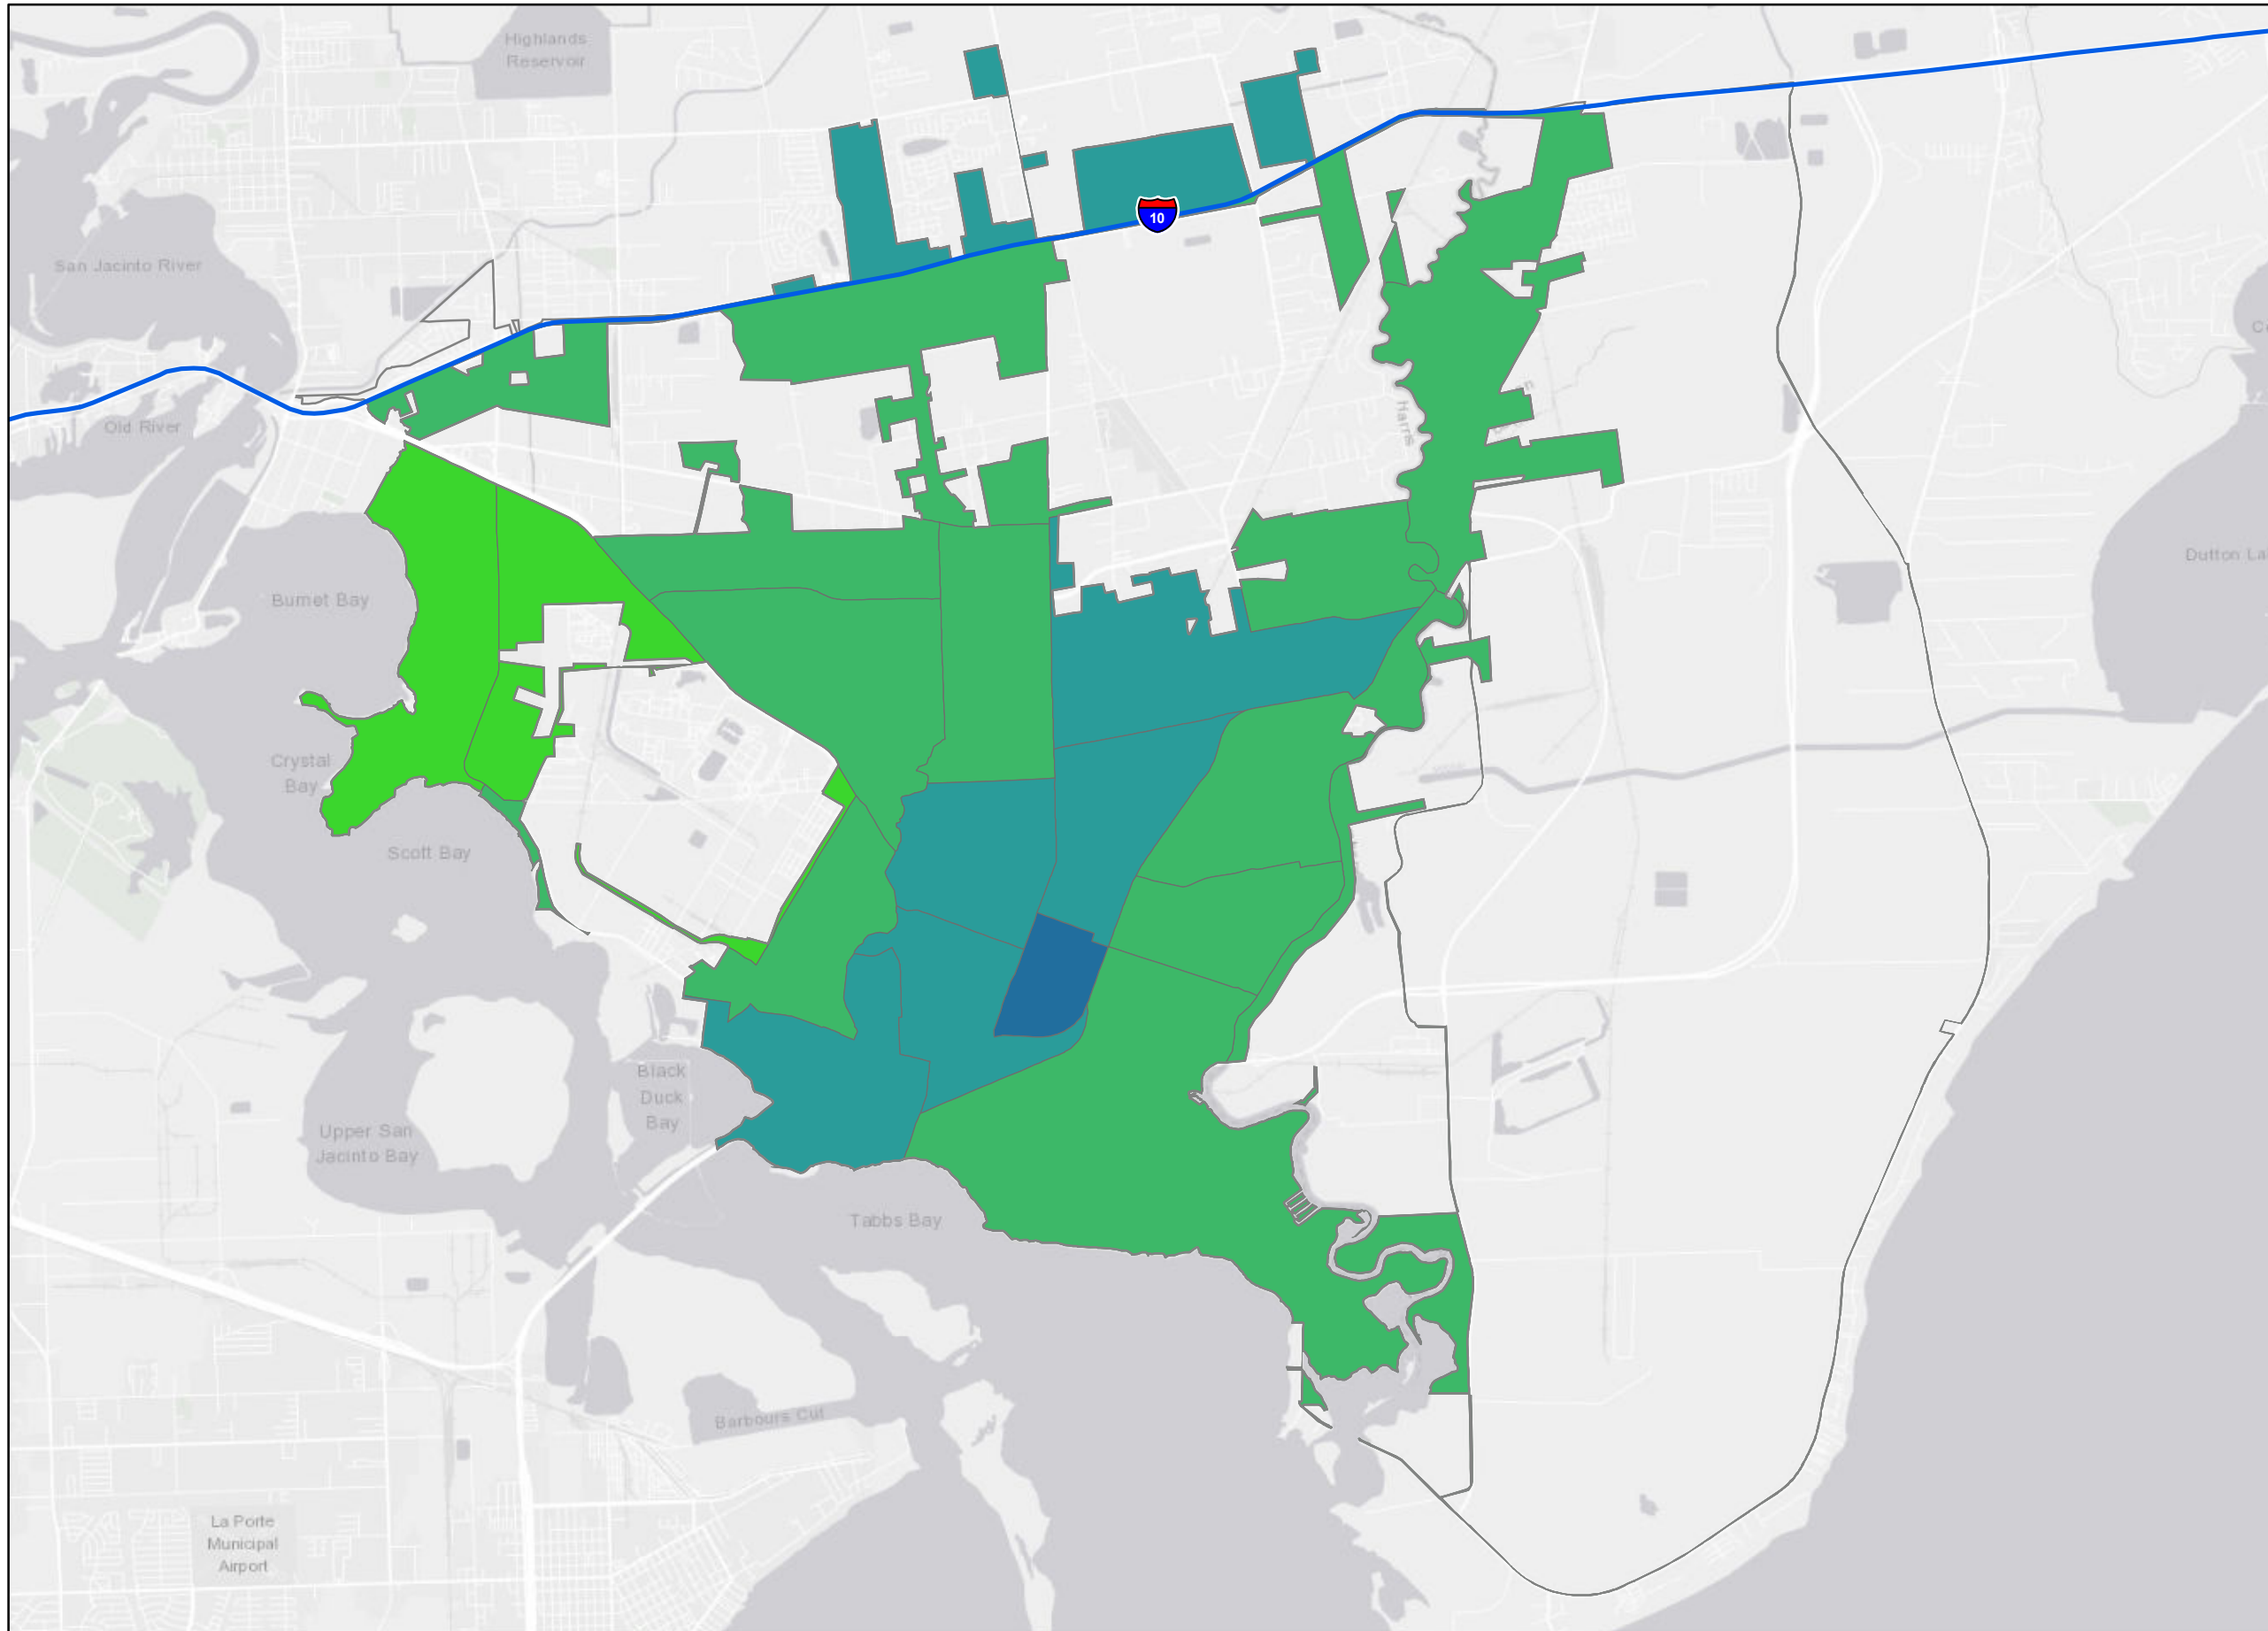 Highlands
Reservoir
10
San Jacinto River
Old River
Harris
Burnet Bay
Dutton La
Crystal
Bay
Scott Bay
Black
Duck
Bay
Upper San
Jacinto Bay
Tabbs Bay
Barbours Cut
La Porte
Municipal
Airport